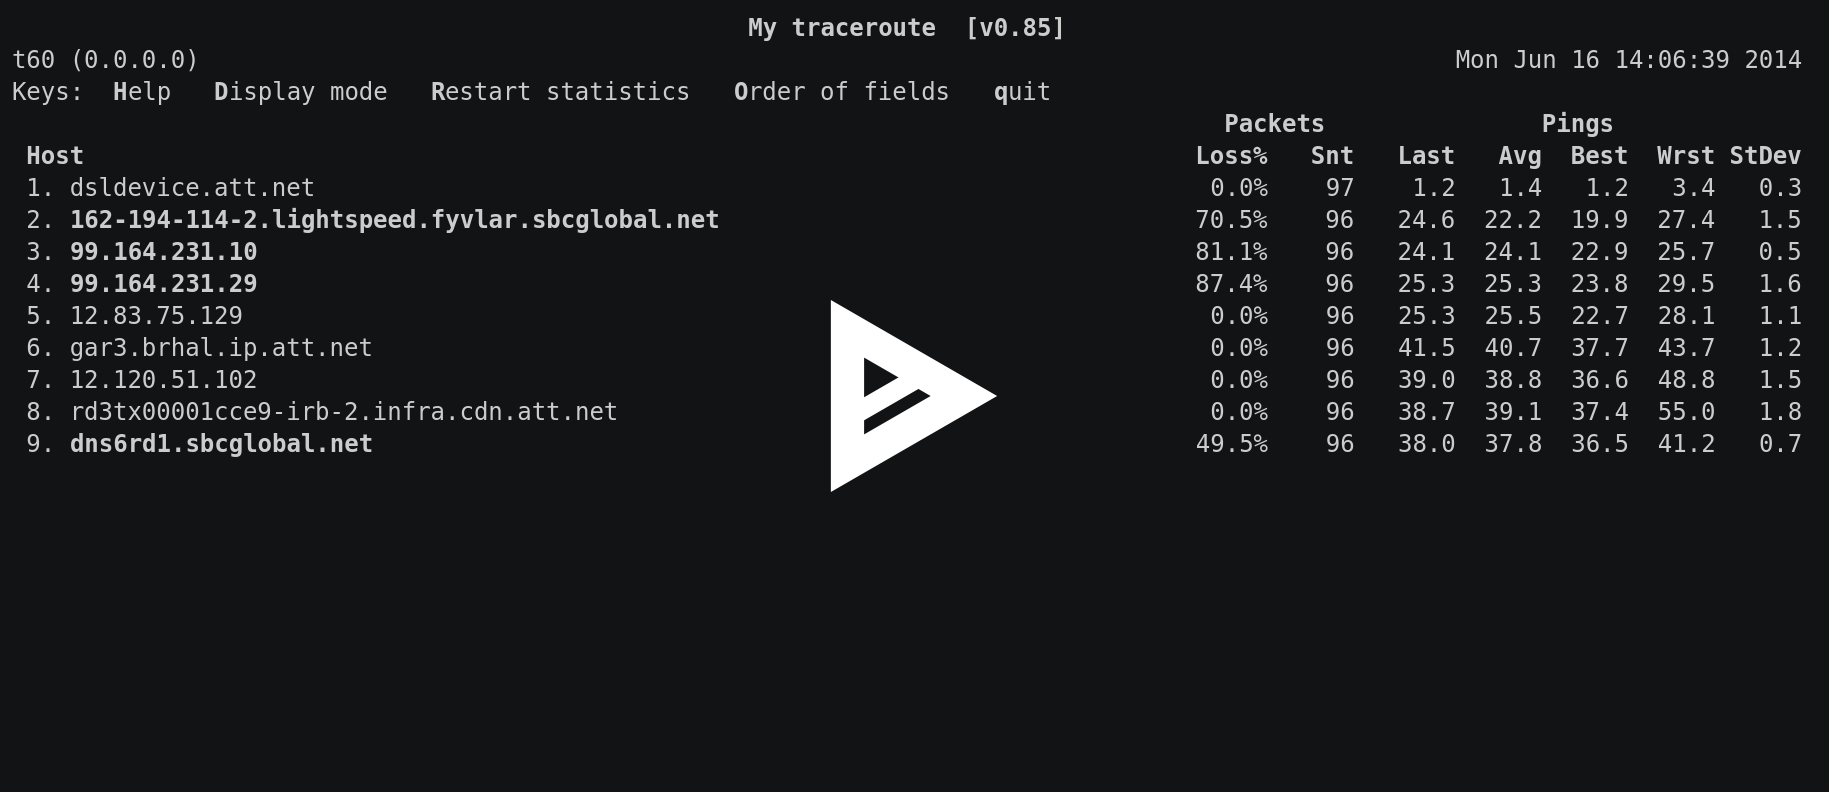 My traceroute  [v0.85]
t60 (0.0.0.0)                                                                                       Mon Jun 16 14:06:39 2014
Keys:  Help   Display mode   Restart statistics   Order of fields   quit
Packets               Pings
Host                                                                             Loss%   Snt   Last   Avg  Best  Wrst StDev
1. dsldevice.att.net                                                              0.0%    97    1.2   1.4   1.2   3.4   0.3
2. 162-194-114-2.lightspeed.fyvlar.sbcglobal.net                                 70.5%    96   24.6  22.2  19.9  27.4   1.5
3. 99.164.231.10                                                                 81.1%    96   24.1  24.1  22.9  25.7   0.5
4. 99.164.231.29                                                                 87.4%    96   25.3  25.3  23.8  29.5   1.6
5. 12.83.75.129                                                                   0.0%    96   25.3  25.5  22.7  28.1   1.1
6. gar3.brhal.ip.att.net                                                          0.0%    96   41.5  40.7  37.7  43.7   1.2
7. 12.120.51.102                                                                  0.0%    96   39.0  38.8  36.6  48.8   1.5
8. rd3tx00001cce9-irb-2.infra.cdn.att.net                                         0.0%    96   38.7  39.1  37.4  55.0   1.8
9. dns6rd1.sbcglobal.net                                                         49.5%    96   38.0  37.8  36.5  41.2   0.7